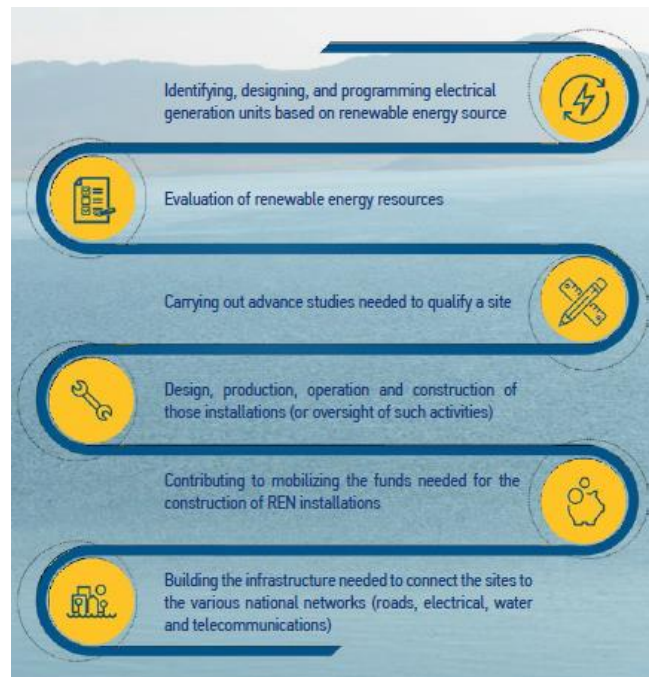 Identifying, designing, and programming electrical
generation units based on renewable energy source
Evaluation of renewable energy resources
Carrying out advance studies needed to qualify a site
Design, production, operation and construction of
those installations (or oversight of such activities)
Contributing to mobilizing the funds needed for the
construction of REN installations
Building the infrastructure needed to connect the sites to
the various national networks (roads, electrical, water
and telecommunications)